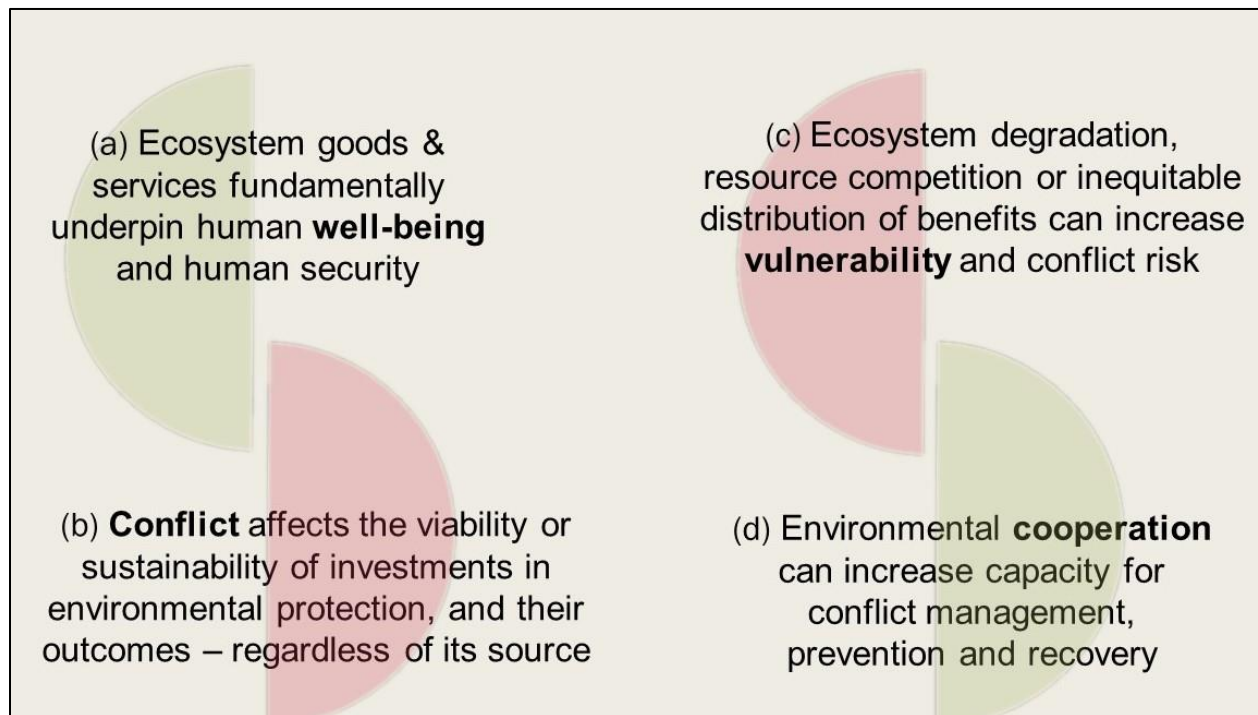 (a) Ecosystem goods &
services fundamentally
underpin human well-being
and human security
(b) Conflict affects the viability or
sustainability of investments in
environmental protection, and their
outcomes – regardless of its source
(c) Ecosystem degradation,
resource competition or inequitable
distribution of benefits can increase
vulnerability and conflict risk
(d) Environmental cooperation
can increase capacity for
conflict management,
prevention and recovery